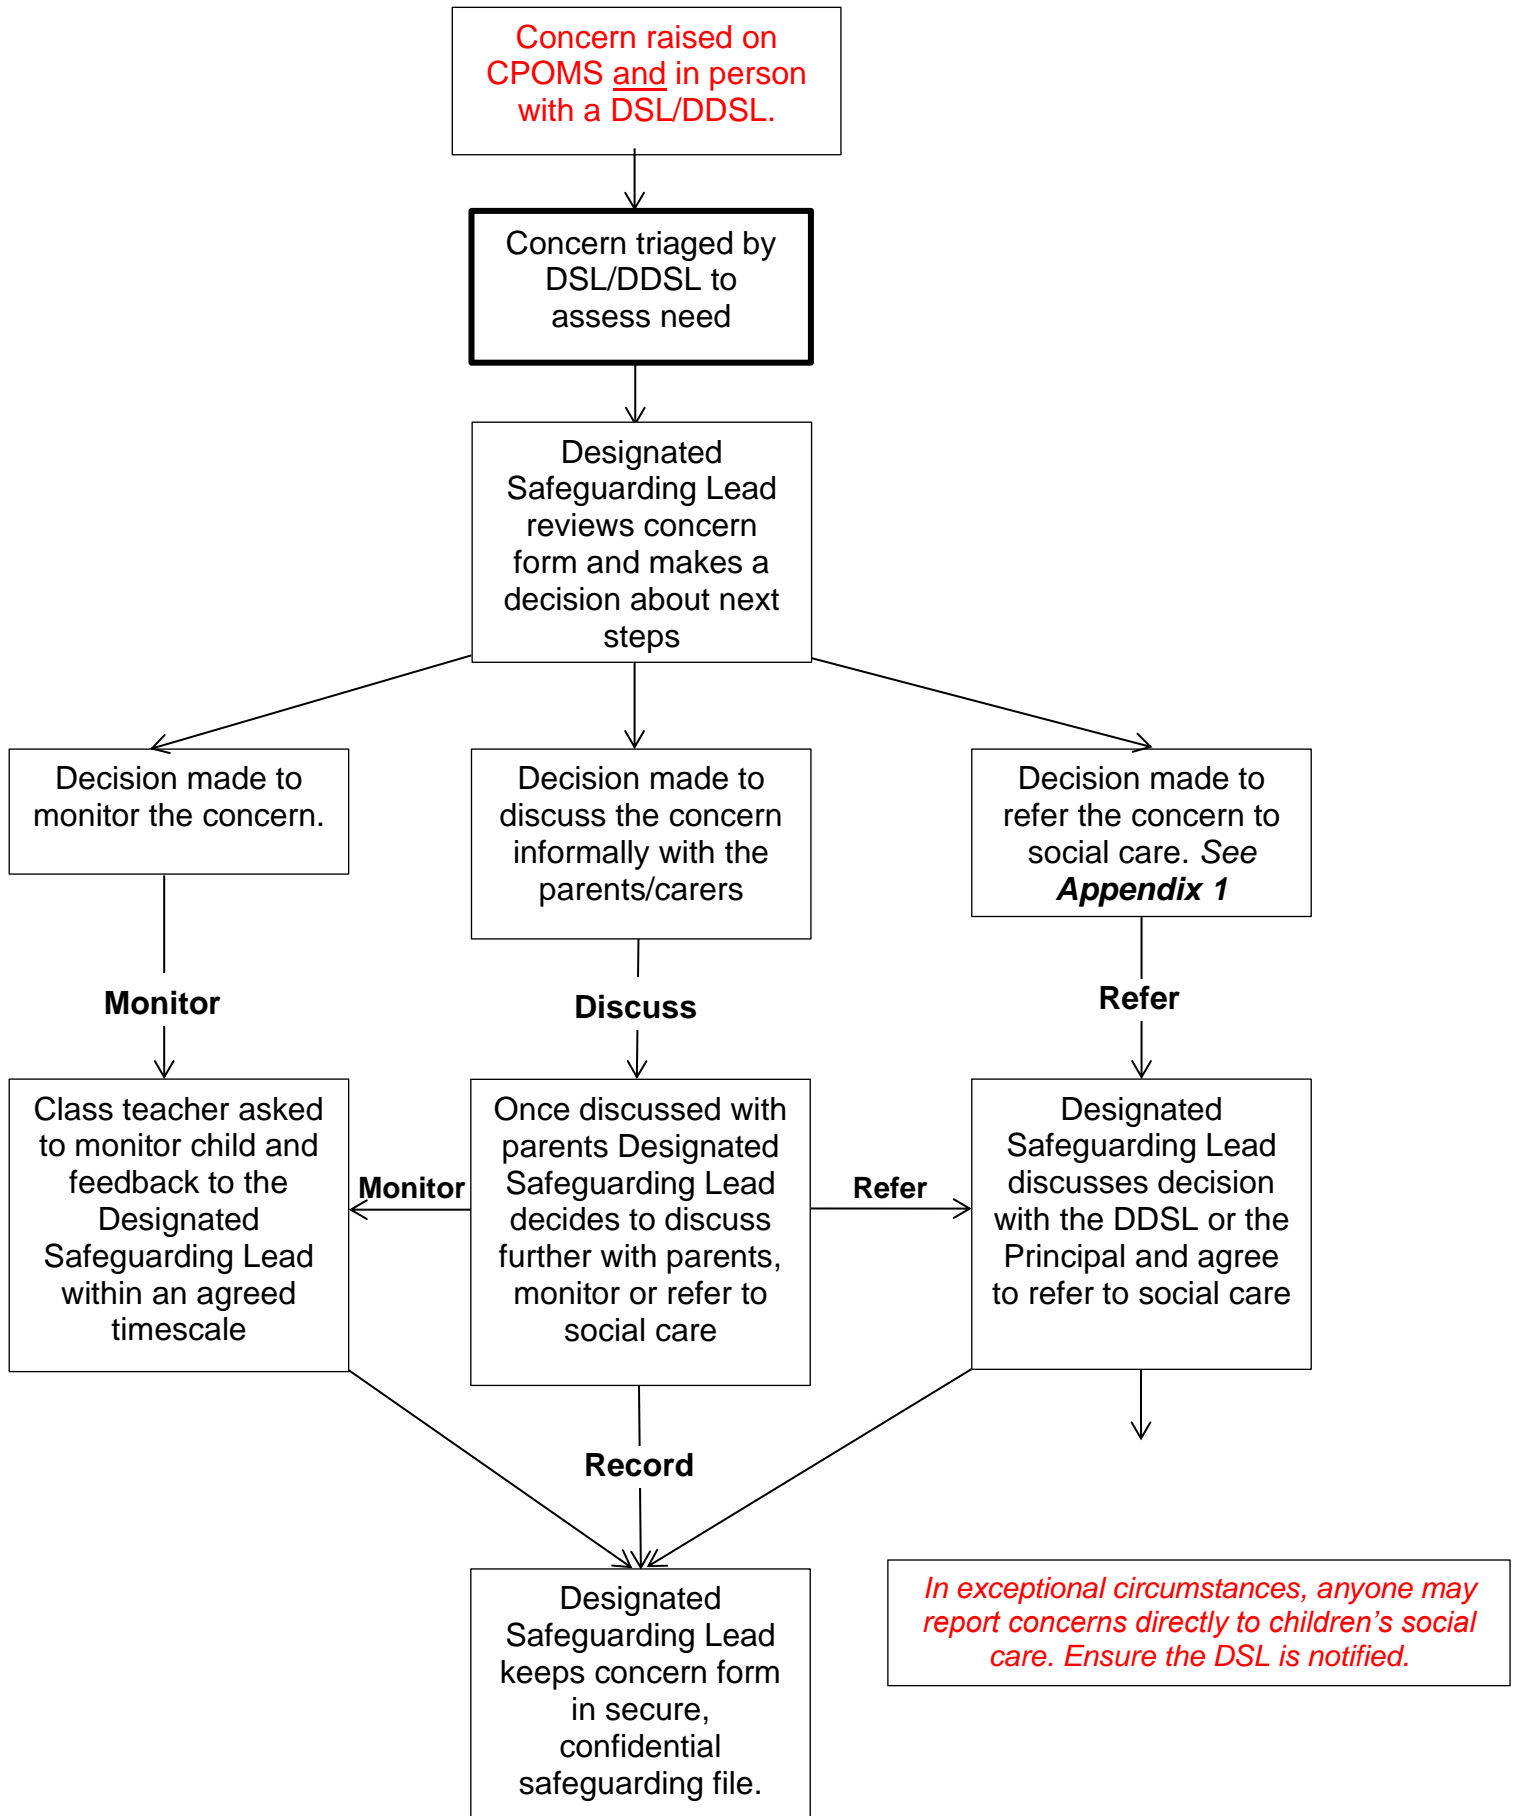 Concern raised on
CPOMS and in person
with a DSL/DDSL.
Concern triaged by
DSL/DDSL to
assess need
Designated
Safeguarding Lead
reviews concern
form and makes a
decision about next
steps
Decision made to
monitor the concern.
Decision made to
discuss the concern
informally with the
parents/carers
Decision made to
refer the concern to
social care. See
Appendix 1
Monitor
Discuss
Refer
Class teacher asked
to monitor child and
feedback to the
Designated
Safeguarding Lead
within an agreed
timescale
Monitor
Once discussed with
parents Designated
Safeguarding Lead
decides to discuss
further with parents,
monitor or refer to
social care
Refer
Designated
Safeguarding Lead
discusses decision
with the DDSL or the
Principal and agree
to refer to social care
Record
Designated
Safeguarding Lead
keeps concern form
in secure,
confidential
safeguarding file.
In exceptional circumstances, anyone may
report concerns directly to children’s social
care. Ensure the DSL is notified.